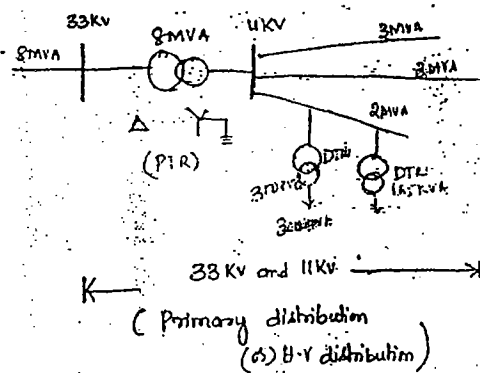 33KV
8MVA
11KV
8MVA
3MVA
3MVA
2MVA
Δ
(PTR)
DTR
DTR
33KV and 11KV
(Primary distribution
(or) H.V distribution)